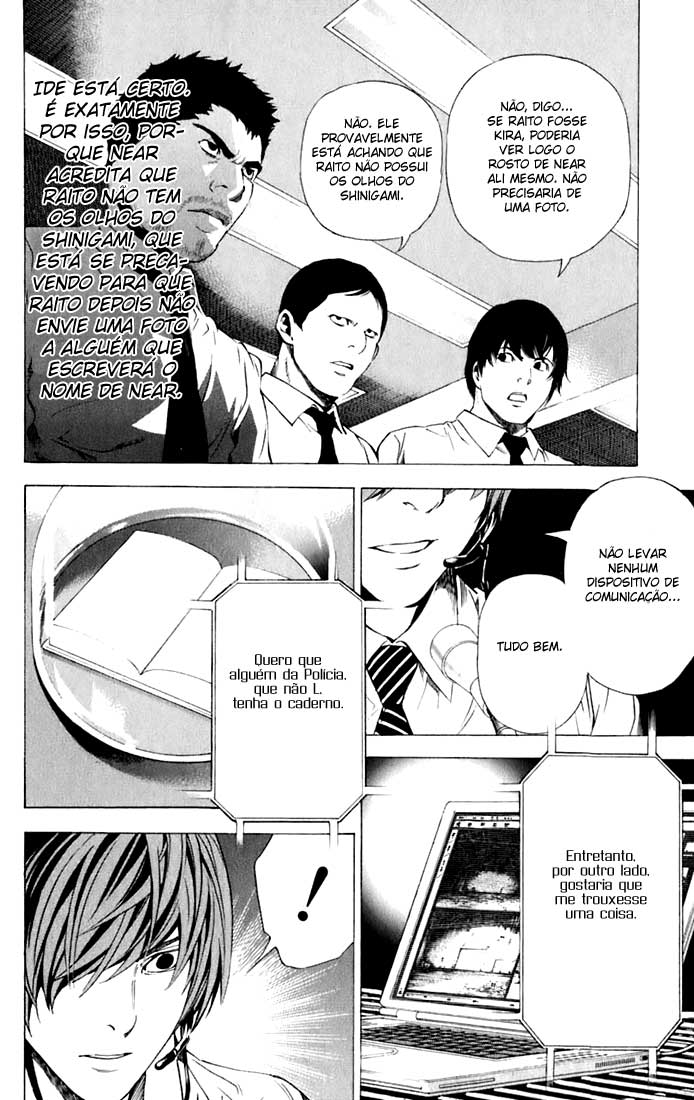 NÃO, DIGO...
SE RAITO FOSSE
KIRA, PODERIA
VER LOGO O
ROSTO DE NEAR
ALI MESMO. NÃO
PRECISARIA DE
UMA FOTO.
NÃO. ELE
PROVAVELMENTE
ESTÁ ACHANDO QUE
RAITO NÃO POSSUI
OS OLHOS DO
SHINIGAMI.
IDE ESTÁ CERTO.
É EXATAMENTE
POR ISSO, POR-
QUE NEAR
ACREDITA QUE
RAITO NÃO TEM
OS OLHOS DO
SHINIGAMI, QUE
ESTÁ SE PRECA-
VENDO PARA QUE
RAITO DEPOIS NÃO
ENVIE UMA FOTO
A ALGUÉM QUE
ESCREVERÁ O
NOME DE NEAR.
NÃO LEVAR
NENHUM
DISPOSITIVO DE
COMUNICAÇÃO...
TUDO BEM.
Quero que
alguém da Polícia,
que não L,
tenha o caderno.
Entretanto,
por outro lado,
gostaria que
me trouxesse
uma coisa.
!